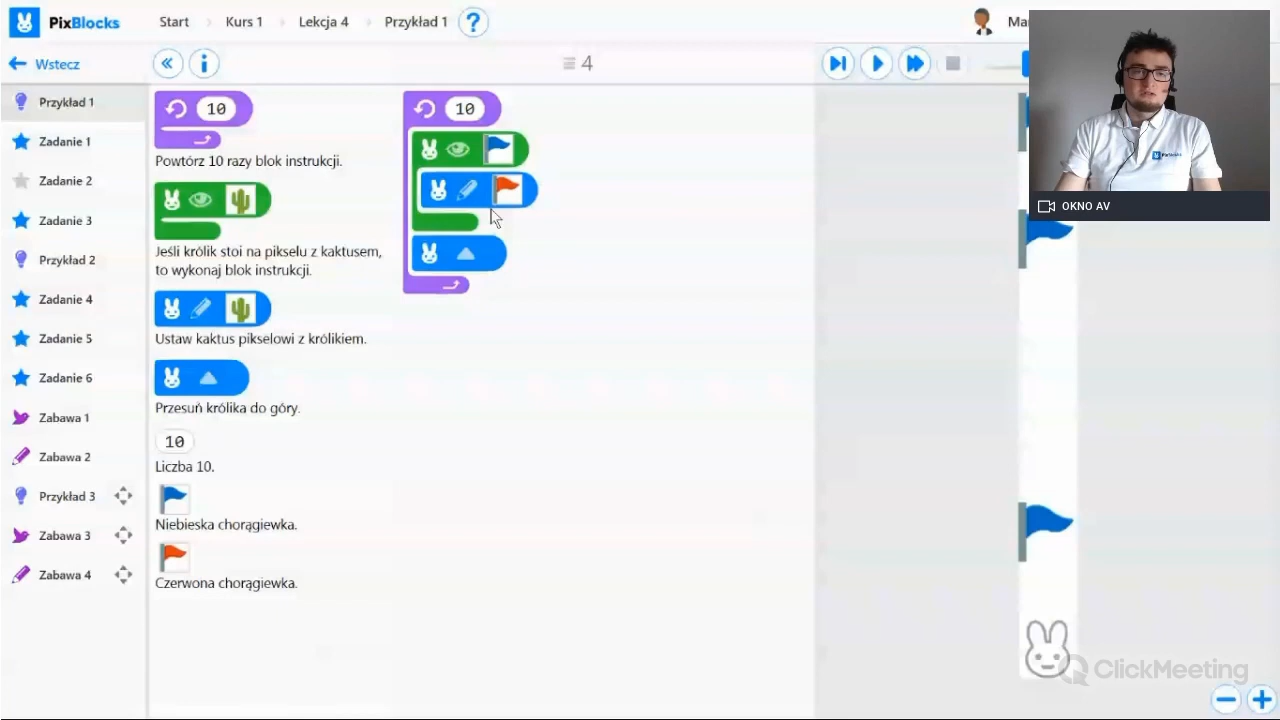 PixBlocks
Start
Kurs 1
Lekcja 4
Przykład 1
?
Wstecz
4
Przykład 1
Zadanie 1
Zadanie 2
Zadanie 3
Przykład 2
Zadanie 4
Zadanie 5
Zadanie 6
Zabawa 1
Zabawa 2
Przykład 3
Zabawa 3
Zabawa 4
10
Powtórz 10 razy blok instrukcji.
Jeśli królik stoi na pikselu z kaktusem,
to wykonaj blok instrukcji.
Ustaw kaktus pikselowi z królikiem.
Przesuń królika do góry.
10
Liczba 10.
Niebieska chorągiewka.
Czerwona chorągiewka.
10
PixBlocks
OKNO AV
ClickMeeting